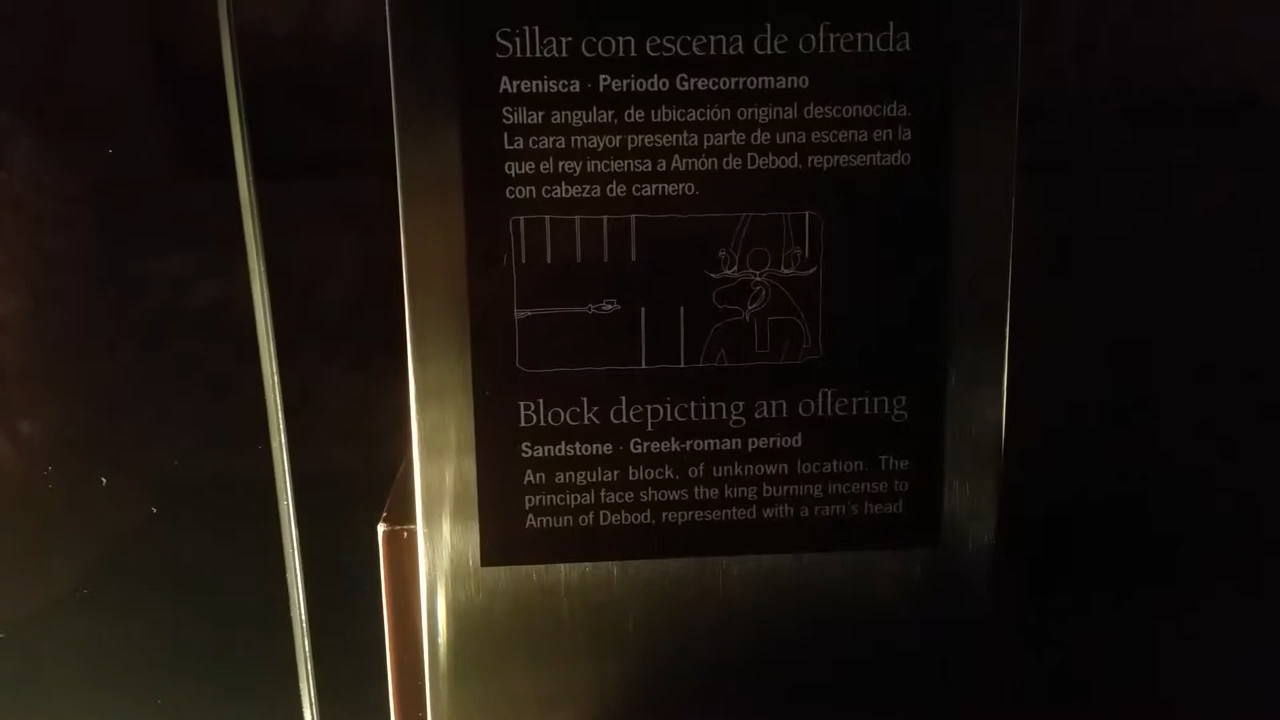 Sillar con escena de ofrenda
Arenisca · Periodo Grecorromano
Sillar angular, de ubicación original desconocida.
La cara mayor presenta parte de una escena en la
que el rey inciensa a Amón de Debod, representado
con cabeza de carnero.
Block depicting an offering
Sandstone · Greek-roman period
An angular block, of unknown location. The
principal face shows the king burning incense to
Amun of Debod, represented with a ram's head